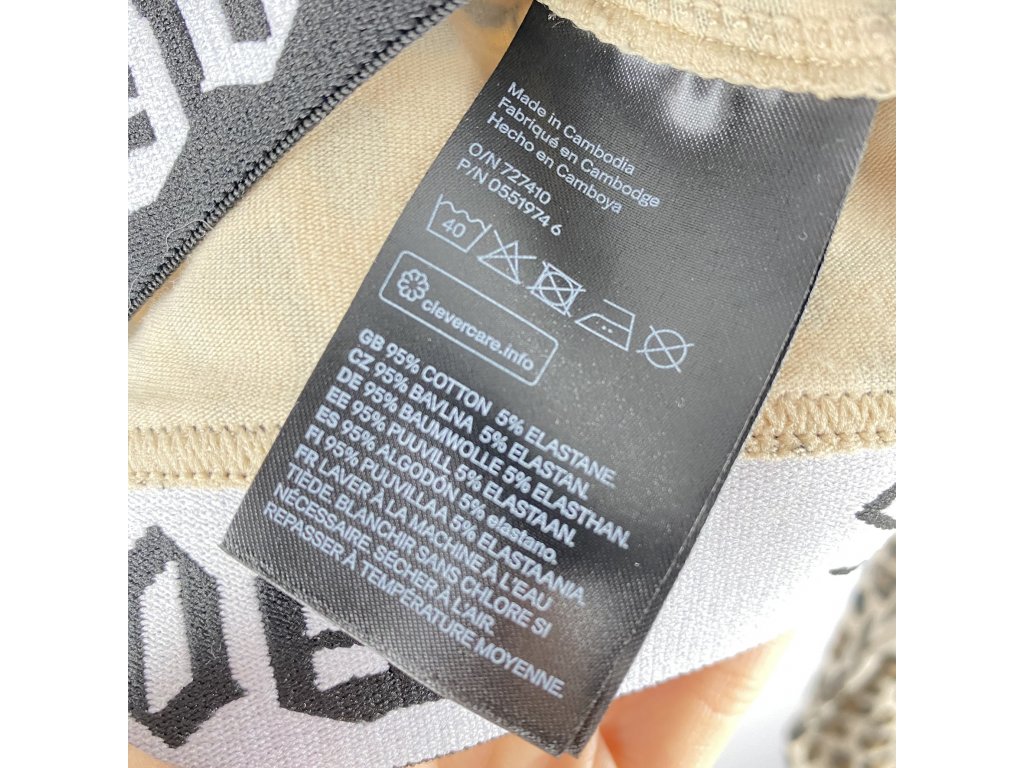 Made in Cambodia
Fabriqué en Cambodge
Hecho en Camboya
O/N 727410
P/N 0551974 6
40
clevercare.info
GB 95% COTTON 5% ELASTANE.
CZ 95% BAVLNA 5% ELASTAN.
DE 95% BAUMWOLLE 5% ELASTHAN.
EE 95% PUUVILL 5% ELASTAAN.
ES 95% ALGODÓN 5% elastano.
FI 95% PUUVILLA 5% ELASTAANIA.
FR LAVER À LA MACHINE À L'EAU
TIÈDE. BLANCHIR SANS CHLORE SI
NÉCESSAIRE. SÉCHER À L'AIR.
REPASSER À TEMPÉRATURE MOYENNE.